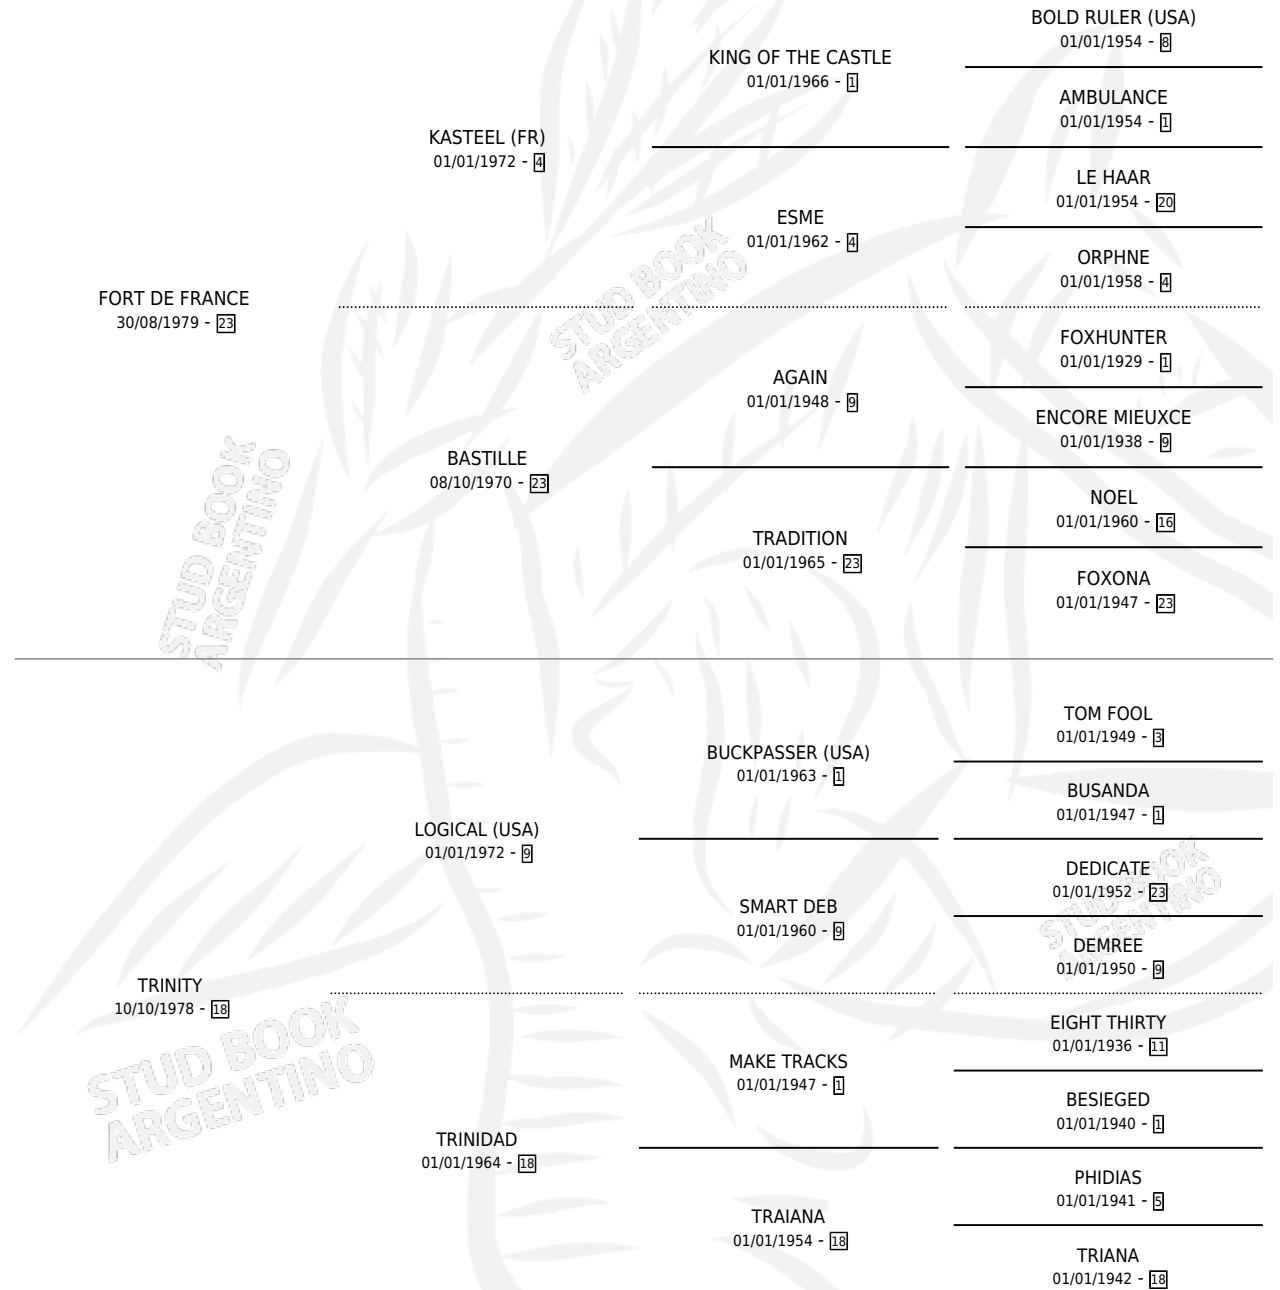 BOLD RULER (USA)
01/01/1954 - 8
KING OF THE CASTLE
01/01/1966 - 1
AMBULANCE
01/01/1954 - 1
KASTEEL (FR)
01/01/1972 - 4
LE HAAR
01/01/1954 - 20
ESME
01/01/1962 - 4
ORPHNE
01/01/1958 - 4
FORT DE FRANCE
30/08/1979 - 23
FOXHUNTER
01/01/1929 - 1
AGAIN
01/01/1948 - 9
ENCORE MIEUXCE
01/01/1938 - 9
BASTILLE
08/10/1970 - 23
NOEL
01/01/1960 - 16
TRADITION
01/01/1965 - 23
FOXONA
01/01/1947 - 23
TOM FOOL
01/01/1949 - 3
BUCKPASSER (USA)
01/01/1963 - 1
BUSANDA
01/01/1947 - 1
LOGICAL (USA)
01/01/1972 - 9
DEDICATE
01/01/1952 - 23
SMART DEB
01/01/1960 - 9
DEMREE
01/01/1950 - 9
TRINITY
10/10/1978 - 18
EIGHT THIRTY
01/01/1936 - 11
MAKE TRACKS
01/01/1947 - 1
BESIEGED
01/01/1940 - 1
TRINIDAD
01/01/1964 - 18
PHIDIAS
01/01/1941 - 5
TRAIANA
01/01/1954 - 18
TRIANA
01/01/1942 - 18
STUD BOOK
ARGENTINO
STUD BOOK
ARGENTINO
STUD BOOK
ARGENTINO
STUD BOOK
ARGENTINO